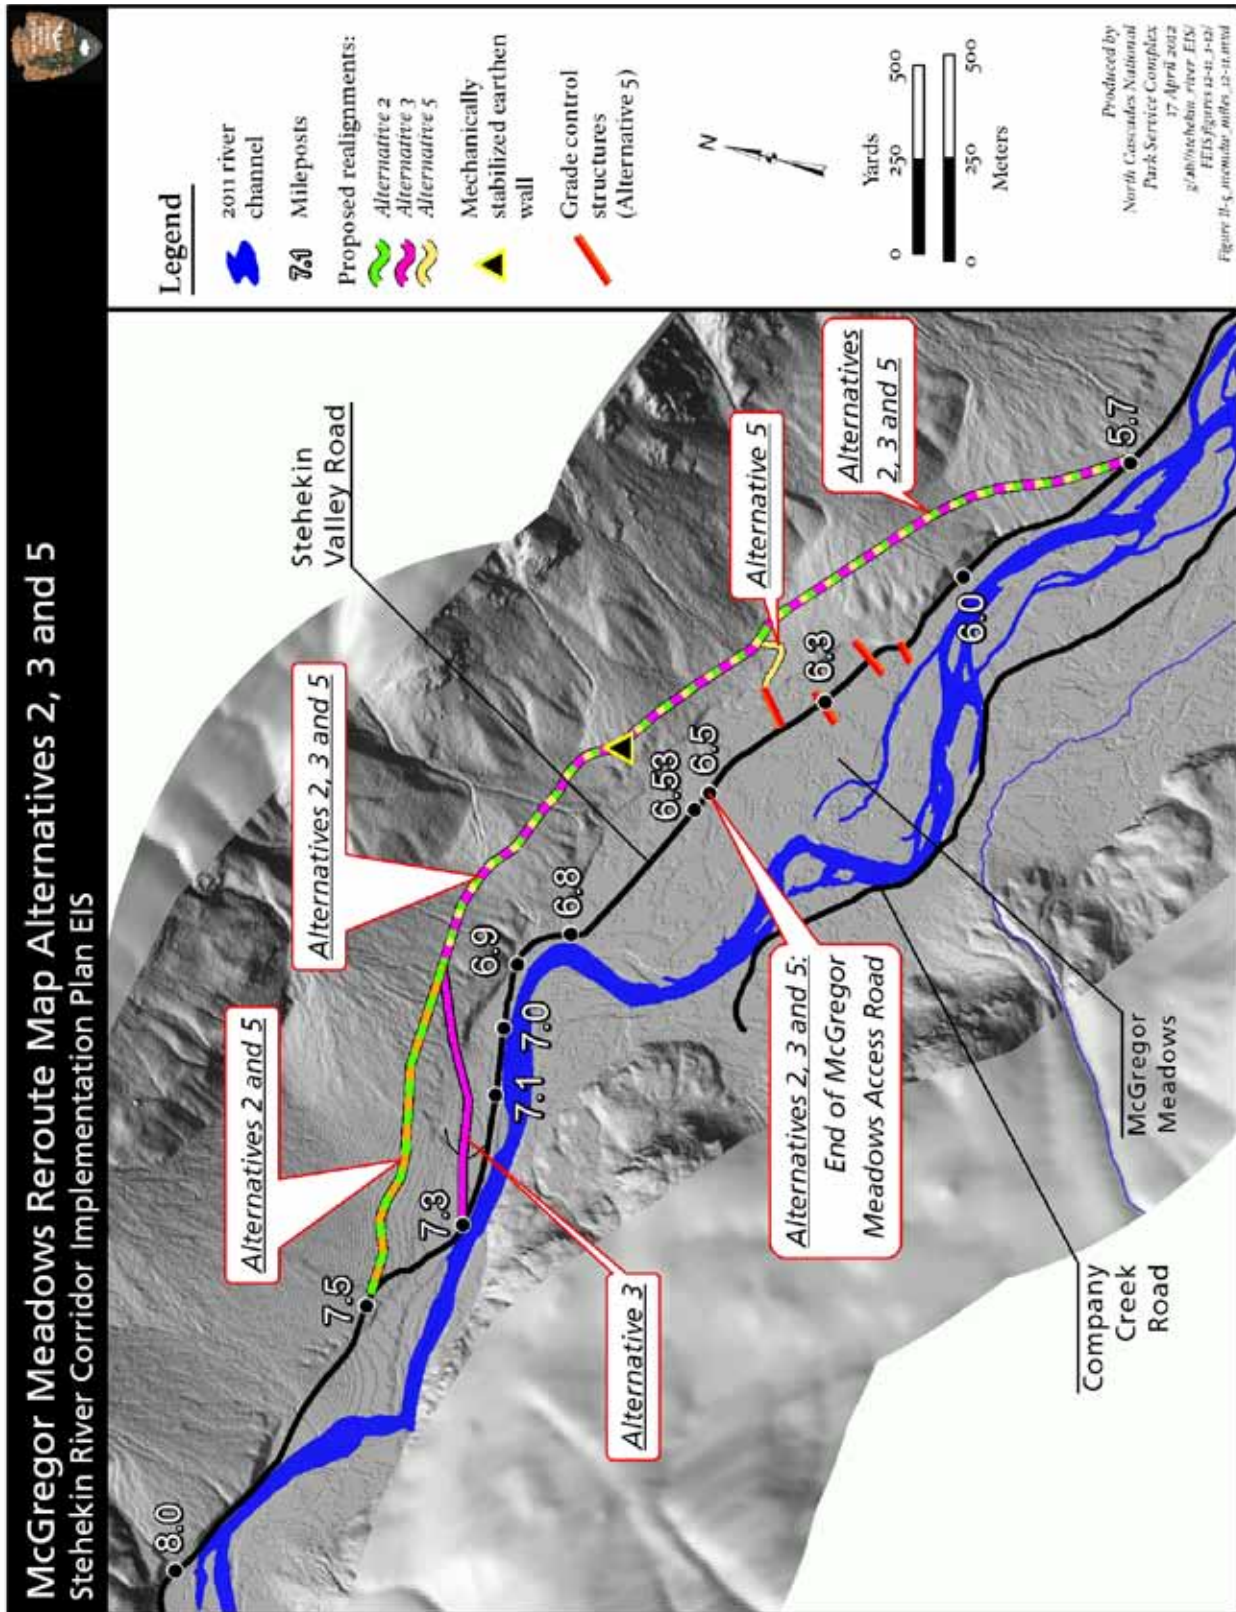 McGregor Meadows Reroute Map Alternatives 2, 3 and 5
Stehekin River Corridor Implementation Plan EIS
8.0
7.5
7.3
7.1
7.0
6.9
6.8
6.53
6.5
6.3
6.0
5.7
Alternatives 2 and 5
Alternatives 2, 3 and 5
Stehekin
Valley Road
Alternative 5
Alternatives
2, 3 and 5
Alternative 3
Alternatives 2, 3 and 5:
End of McGregor
Meadows Access Road
Company
Creek
Road
McGregor
Meadows
Legend
2011 river
channel
7.1
Mileposts
Proposed realignments:
Alternative 2
Alternative 3
Alternative 5
Mechanically
stabilized earthen
wall
Grade control
structures
(Alternative 5)
N
Yards
0 250 500
0 250 500
Meters
Produced by
North Cascades National
Park Service Complex
17 April 2012